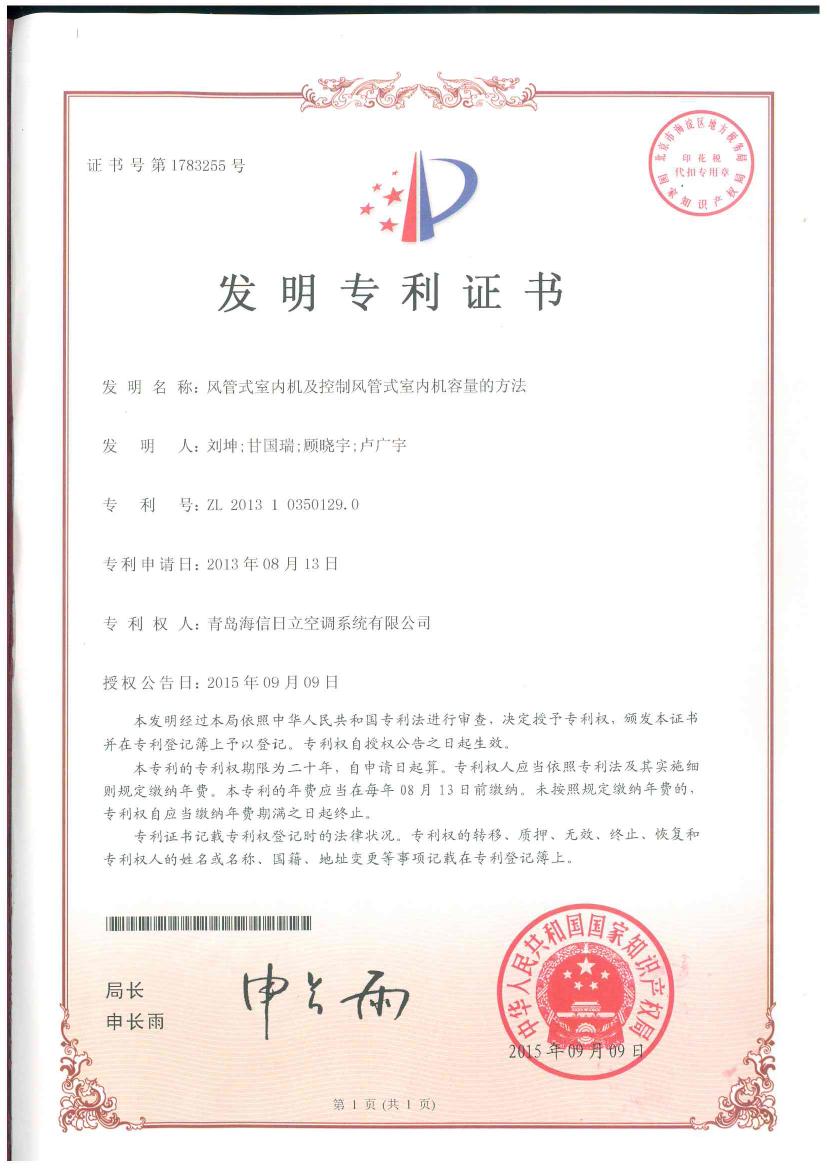 证书号第1783255号
北京市海淀区地方税务局
印花税
代扣专用章
国家知识产权局
发明专利证书
发 明 名 称：风管式室内机及控制风管式室内机容量的方法
发 明 人：刘坤;甘国瑞;顾晓宇;卢广宇
专 利 号：ZL 2013 1 0350129.0
专利申请日：2013年08月13日
专 利 权 人：青岛海信日立空调系统有限公司
授权公告日：2015年09月09日
本发明经过本局依照中华人民共和国专利法进行审查，决定授予专利权，颁发本证书
并在专利登记簿上予以登记。专利权自授权公告之日起生效。
本专利的专利权期限为二十年，自申请日起算。专利权人应当依照专利法及其实施细
则规定缴纳年费。本专利的年费应当在每年08月13日前缴纳。未按照规定缴纳年费的，
专利权自应当缴纳年费期满之日起终止。
专利证书记载专利权登记时的法律状况。专利权的转移、质押、无效、终止、恢复和
专利权人的姓名或名称、国籍、地址变更等事项记载在专利登记簿上。
局长
申长雨
申长雨
中华人民共和国国家知识产权局
2015年09月09日
第1页(共1页)